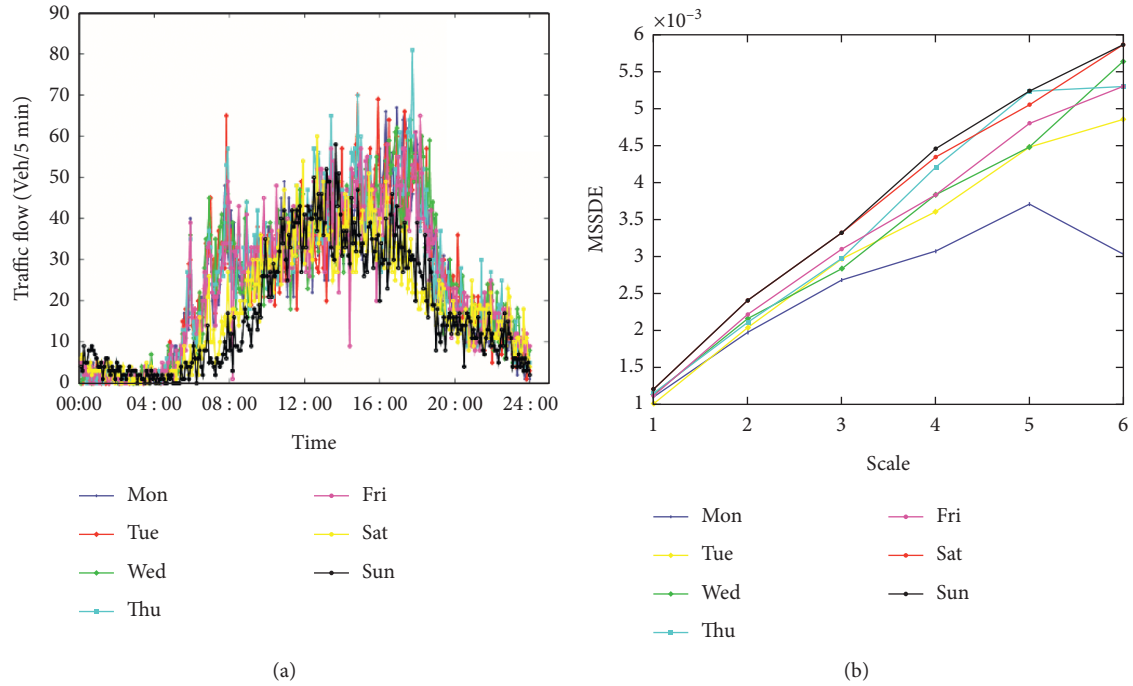 90
80
70
60
50
40
30
20
10
0
Traffic flow (Veh/5 min)
00:00 04 : 00 08 : 00 12 : 00 16 : 00 20 : 00 24 : 00
Time
Mon
Tue
Wed
Thu
Fri
Sat
Sun
(a)
×10⁻³
6
5.5
5
4.5
4
3.5
3
2.5
2
1.5
1
MSSDE
1 2 3 4 5 6
Scale
Mon
Tue
Wed
Thu
Fri
Sat
Sun
(b)